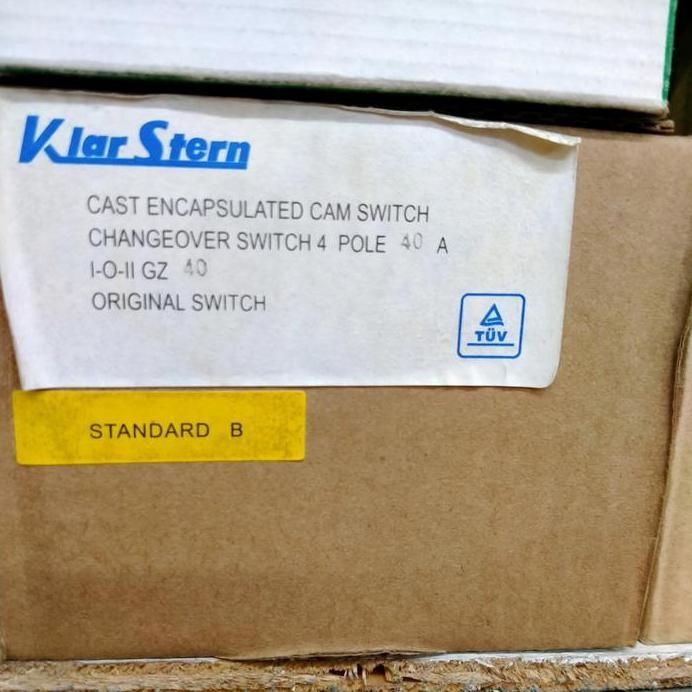 Klar Stern
CAST ENCAPSULATED CAM SWITCH
CHANGEOVER SWITCH 4 POLE 40 A
I-O-II GZ 40
ORIGINAL SWITCH
TÜV
STANDARD B